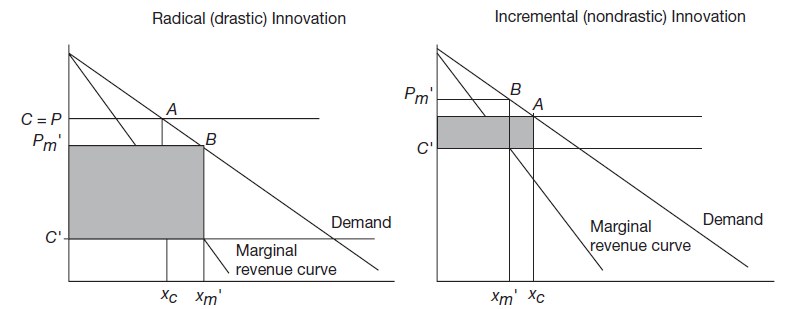 Radical (drastic) Innovation
C = P
Pm'
C'
A
B
Demand
Marginal
revenue curve
xc xm'
Incremental (nondrastic) Innovation
Pm'
C'
B
A
Marginal
revenue curve
Demand
xm' xc